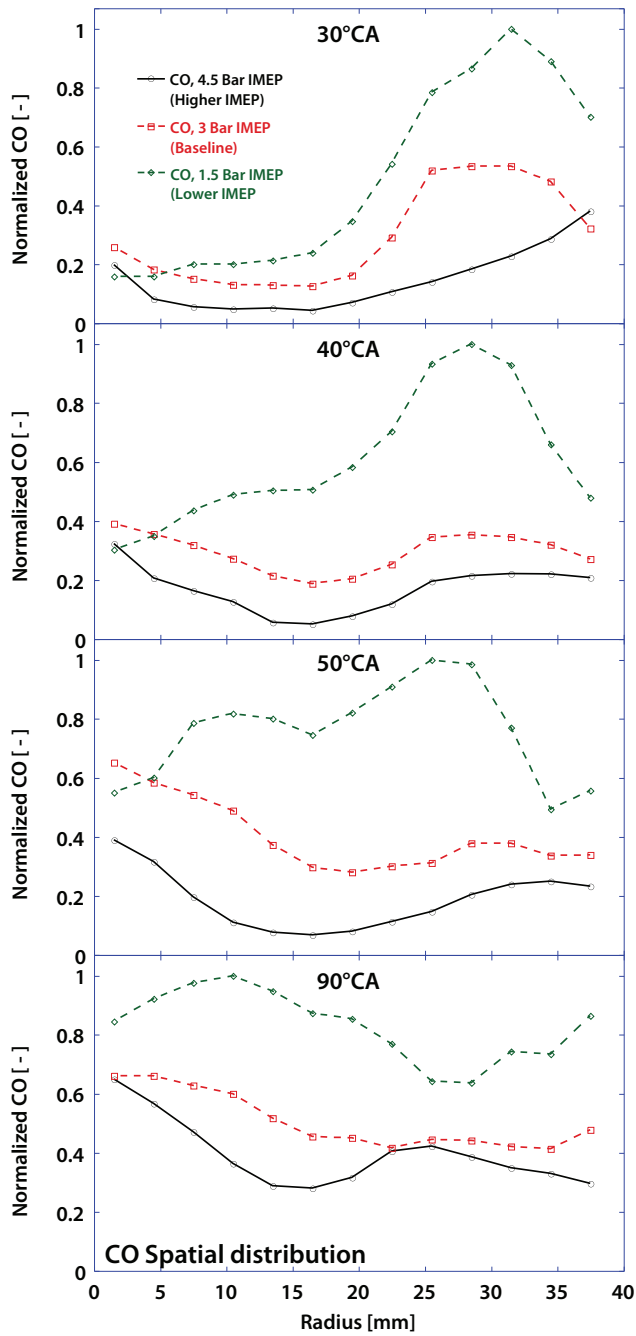 30°CA
1
0.8
0.6
0.4
0.2
0
Normalized CO [ - ]
CO, 4.5 Bar IMEP
(Higher IMEP)
CO, 3 Bar IMEP
(Baseline)
CO, 1.5 Bar IMEP
(Lower IMEP
40°CA
1
0.8
0.6
0.4
0.2
0
Normalized CO [ - ]
50°CA
1
0.8
0.6
0.4
0.2
0
Normalized CO [ - ]
90°CA
1
0.8
0.6
0.4
0.2
0
Normalized CO [ - ]
CO Spatial distribution
0 5 10 15 20 25 30 35 40
Radius [mm]